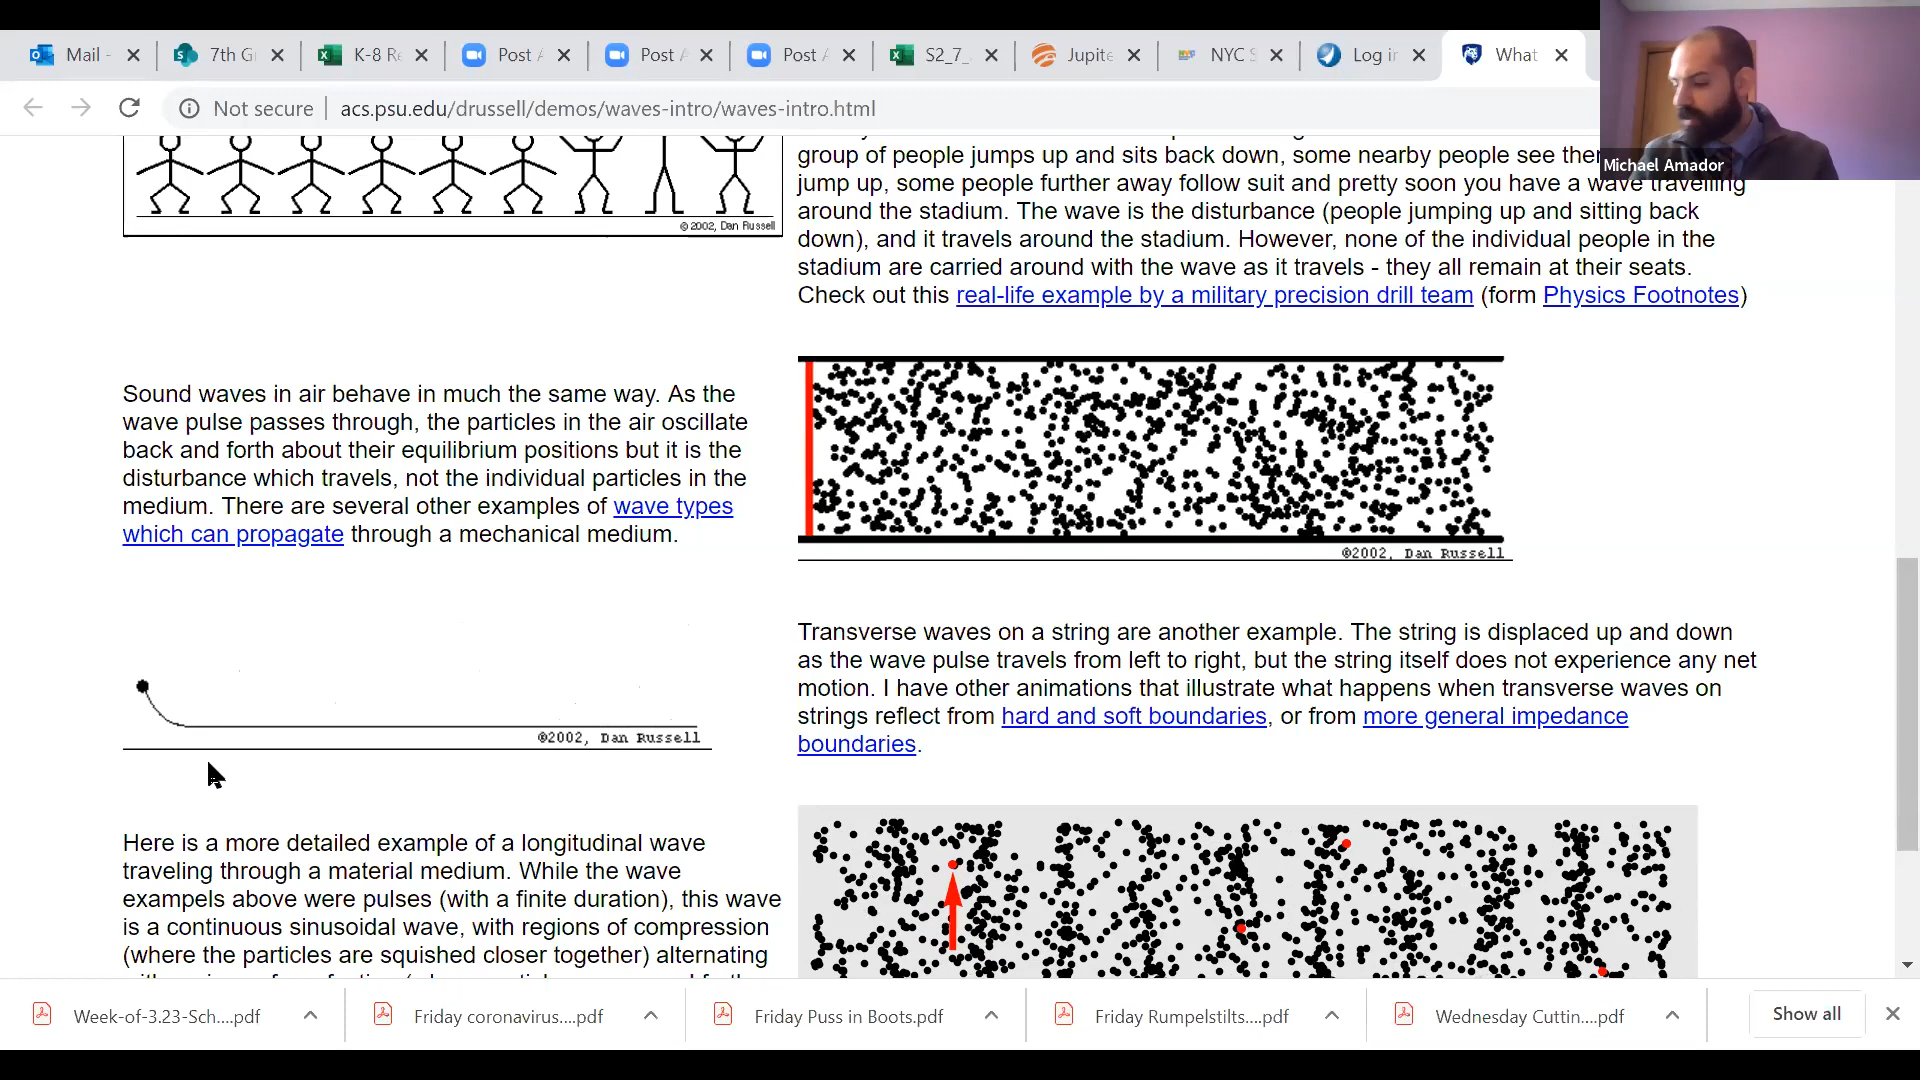 Mail - 7th G K-8 Re Post A Post A Post A S2_7_ Jupite NYC S Log in What
Not secure acs.psu.edu/drussell/demos/waves-intro/waves-intro.html
Michael Amador
© 2002, Dan Russell
group of people jumps up and sits back down, some nearby people see
jump up, some people further away follow suit and pretty soon you have a wave travelling
around the stadium. The wave is the disturbance (people jumping up and sitting back
down), and it travels around the stadium. However, none of the individual people in the
stadium are carried around with the wave as it travels - they all remain at their seats.
Check out this real-life example by a military precision drill team (form Physics Footnotes)
Sound waves in air behave in much the same way. As the
wave pulse passes through, the particles in the air oscillate
back and forth about their equilibrium positions but it is the
disturbance which travels, not the individual particles in the
medium. There are several other examples of wave types
which can propagate through a mechanical medium.
©2002, Dan Russell
©2002, Dan Russell
Transverse waves on a string are another example. The string is displaced up and down
as the wave pulse travels from left to right, but the string itself does not experience any net
motion. I have other animations that illustrate what happens when transverse waves on
strings reflect from hard and soft boundaries, or from more general impedance
boundaries.
Here is a more detailed example of a longitudinal wave
traveling through a material medium. While the wave
exampels above were pulses (with a finite duration), this wave
is a continuous sinusoidal wave, with regions of compression
(where the particles are squished closer together) alternating
Week-of-3.23-Sch....pdf Friday coronavirus....pdf Friday Puss in Boots.pdf Friday Rumpelstilts....pdf Wednesday Cuttin....pdf Show all